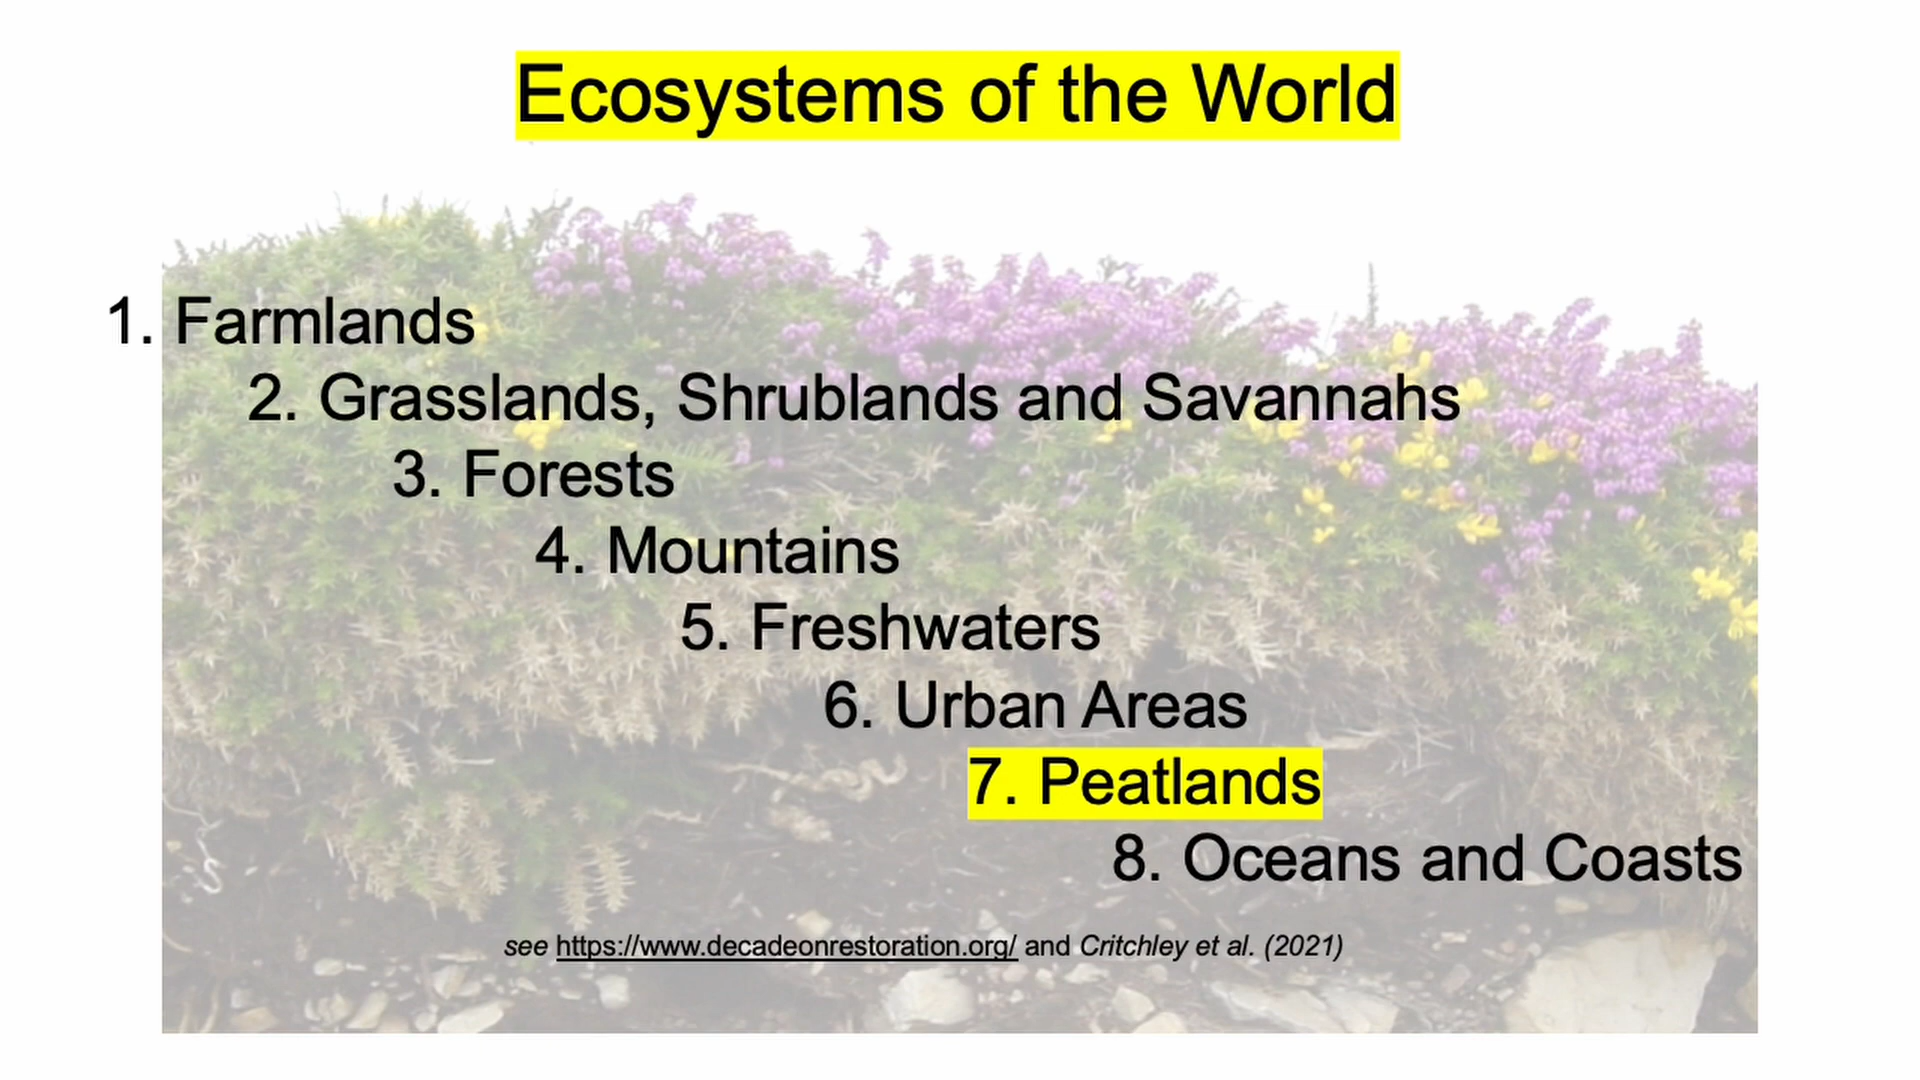 Ecosystems of the World
1. Farmlands
2. Grasslands, Shrublands and Savannahs
3. Forests
4. Mountains
5. Freshwaters
6. Urban Areas
7. Peatlands
8. Oceans and Coasts
see https://www.decadeonrestoration.org/ and Critchley et al. (2021)